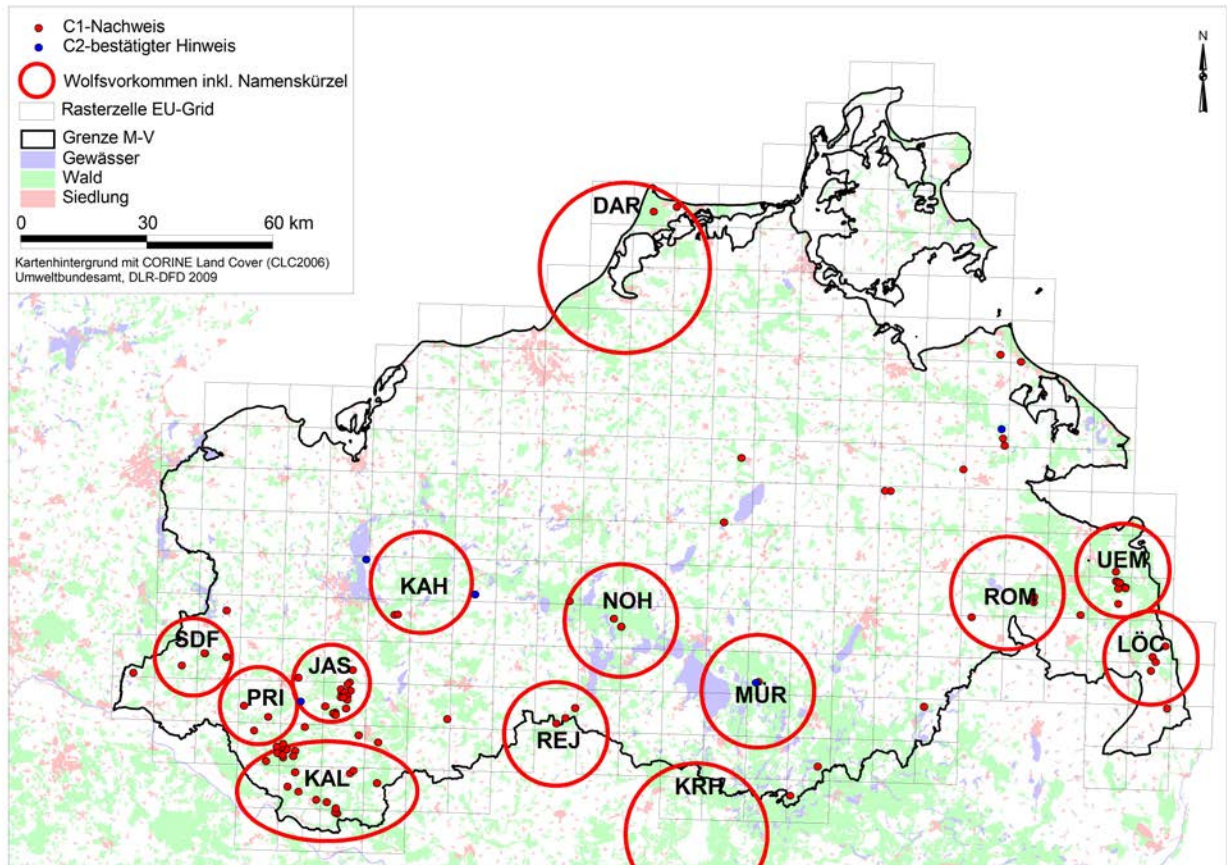 C1-Nachweis
C2-bestätigter Hinweis
Wolfsvorkommen inkl. Namenskürzel
Rasterzelle EU-Grid
Grenze M-V
Gewässer
Wald
Siedlung
0 30 60 km
Kartenhintergrund mit CORINE Land Cover (CLC2006)
Umweltbundesamt, DLR-DFD 2009
N
DAR
KAH
NOH
ROM
UEM
SDF
JAS
PRI
MÜR
LÖC
REJ
KAL
KRH